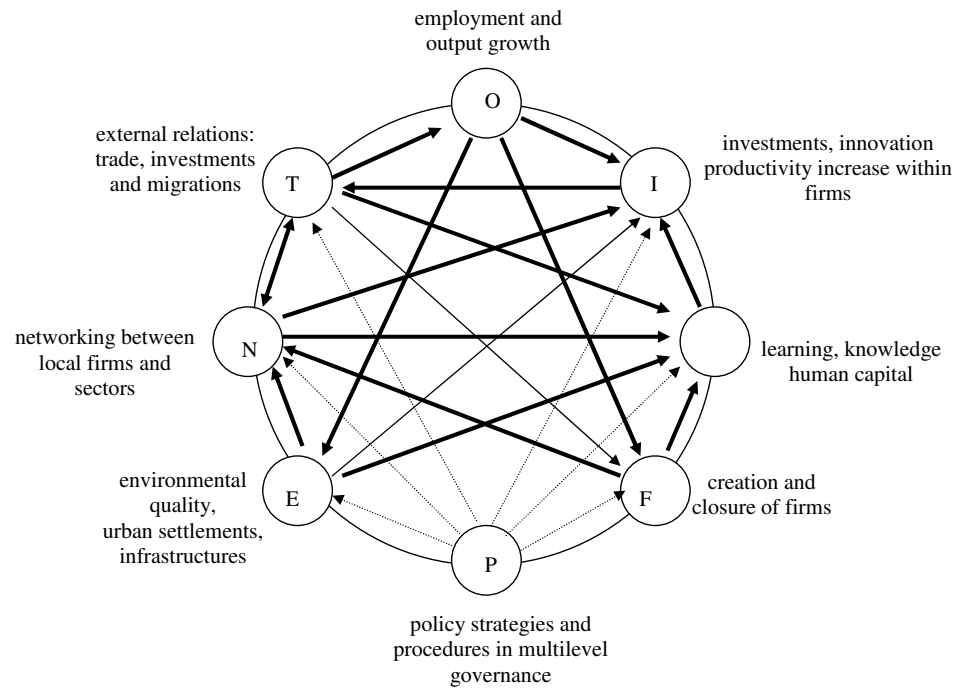 employment and
output growth
O
external relations:
trade, investments
and migrations
T
I
investments, innovation
productivity increase within
firms
networking between
local firms and
sectors
N
learning, knowledge
human capital
environmental
quality,
urban settlements,
infrastructures
E
F
creation and
closure of firms
P
policy strategies and
procedures in multilevel
governance